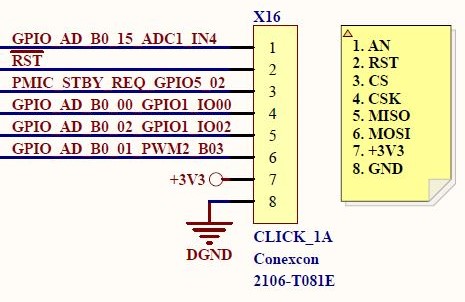 X16
GPIO_AD_B0_15_ADC1_IN4 1
RST 2
PMIC_STBY_REQ_GPIO5_02 3
GPIO_AD_B0_00_GPIO1_IO00 4
GPIO_AD_B0_02_GPIO1_IO02 5
GPIO_AD_B0_01_PWM2_B03 6
+3V3 7
8
DGND
CLICK_1A
Conexcon
2106-T081E
1. AN
2. RST
3. CS
4. CSK
5. MISO
6. MOSI
7. +3V3
8. GND